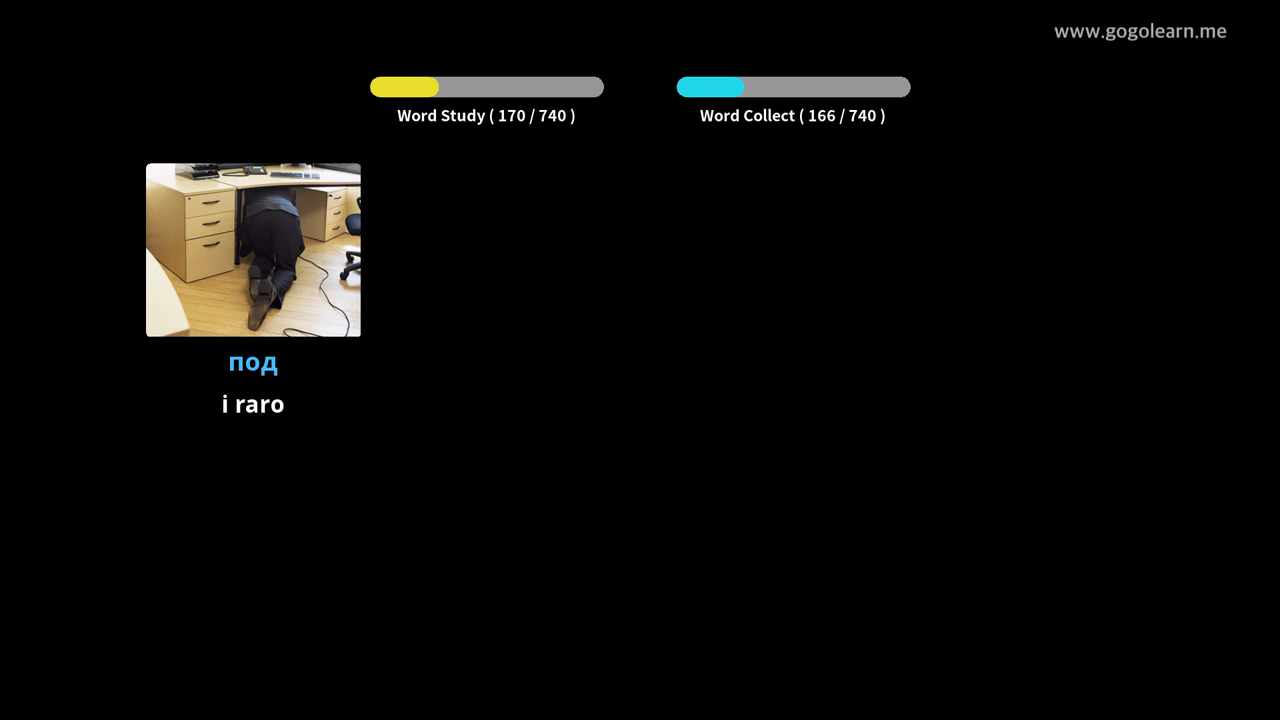 www.gogolearn.me
Word Study ( 170 / 740 )
Word Collect ( 166 / 740 )
под
i raro